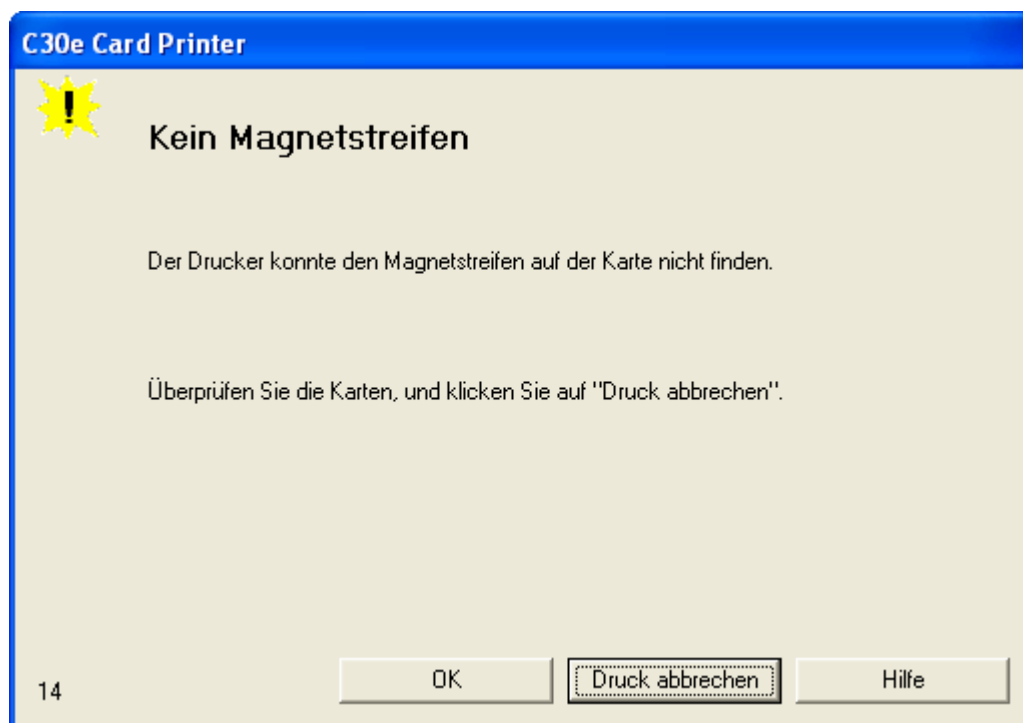 C30e Card Printer
!
Kein Magnetstreifen
Der Drucker konnte den Magnetstreifen auf der Karte nicht finden.
Überprüfen Sie die Karten, und klicken Sie auf "Druck abbrechen".
14
OK
Druck abbrechen
Hilfe